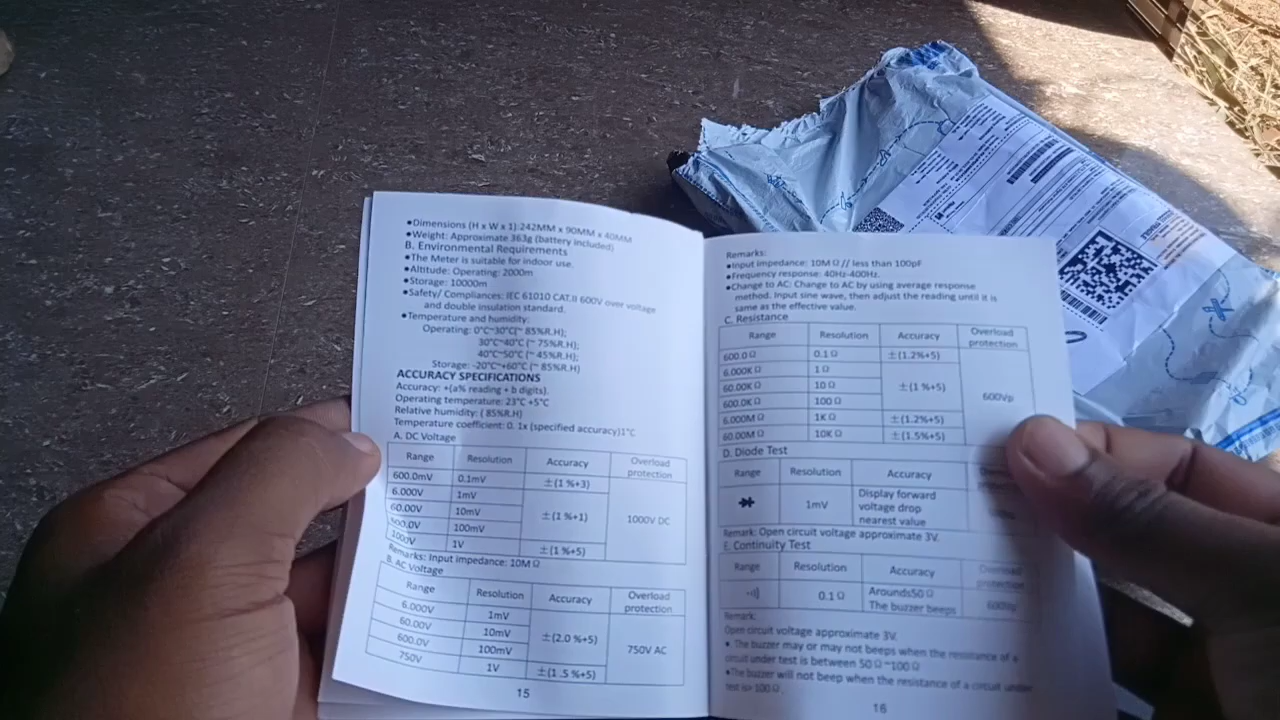 ●Dimensions (H x W x 1):242MM x 90MM x 40MM
●Weight: Approximate 363g (battery included)
B. Environmental Requirements
●The Meter is suitable for indoor use.
●Altitude: Operating: 2000m
●Storage: 10000m
●Safety/ Compliances: IEC 61010 CAT.II 600V over voltage
and double insulation standard.
●Temperature and humidity:
Operating: 0°C~30°C(~ 85%R.H);
30°C~40°C (~ 75%R.H);
40°C~50°C (~ 45%R.H);
Storage: -20°C~+60°C (~ 85%R.H)
ACCURACY SPECIFICATIONS
Accuracy: +(a% reading + b digits).
Operating temperature: 23°C +5°C
Relative humidity: ( 85%R.H)
Temperature coefficient: 0. 1x (specified accuracy)1°C
A. DC Voltage
Range Resolution Accuracy Overload protection
600.0mV 0.1mV ±(1 %+3) 1000V DC
6.000V 1mV ±(1 %+1)
60.00V 10mV
600.0V 100mV
1000V 1V ±(1 %+5)
Remarks: Input impedance: 10M Ω
B. AC Voltage
Range Resolution Accuracy Overload protection
6.000V 1mV ±(2.0 %+5) 750V AC
60.00V 10mV
600.0V 100mV
750V 1V ±(1 .5 %+5)
15
Remarks:
●Input impedance: 10M Ω // less than 100pF
●Frequency response: 40Hz-400Hz.
●Change to AC: Change to AC by using average response
method. Input sine wave, then adjust the reading until it is
same as the effective value.
C. Resistance
Range Resolution Accuracy Overload protection
600.0 Ω 0.1 Ω ±(1.2%+5) 600Vp
6.000K Ω 1 Ω ±(1 %+5)
60.00K Ω 10 Ω
600.0K Ω 100 Ω
6.000M Ω 1K Ω ±(1.2%+5)
60.00M Ω 10K Ω ±(1.5%+5)
D. Diode Test
Range Resolution Accuracy
1mV Display forward
voltage drop
nearest value
Remark: Open circuit voltage approximate 3V.
E. Continuity Test
Range Resolution Accuracy Overload protection
0.1 Ω Arounds50 Ω
The buzzer beeps 600Vp
Remark:
Open circuit voltage approximate 3V.
• The buzzer may or may not beeps when the resistance of a
circuit under test is between 50 Ω ~100 Ω
●The buzzer will not beep when the resistance of a circuit under
test is> 100 Ω .
16